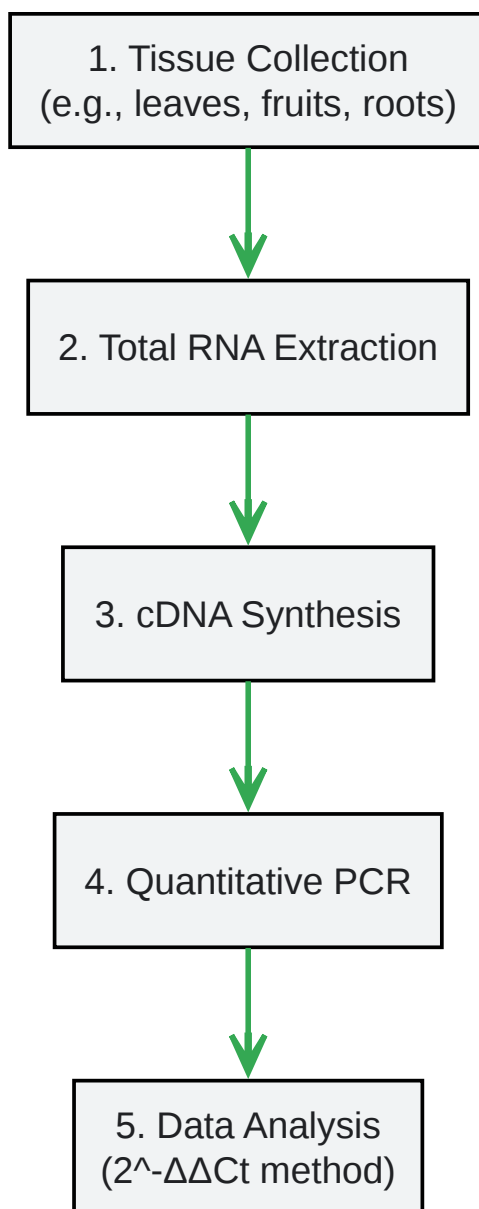 1. Tissue Collection
(e.g., leaves, fruits, roots)
2. Total RNA Extraction
3. cDNA Synthesis
4. Quantitative PCR
5. Data Analysis
(2^-ΔΔCt method)